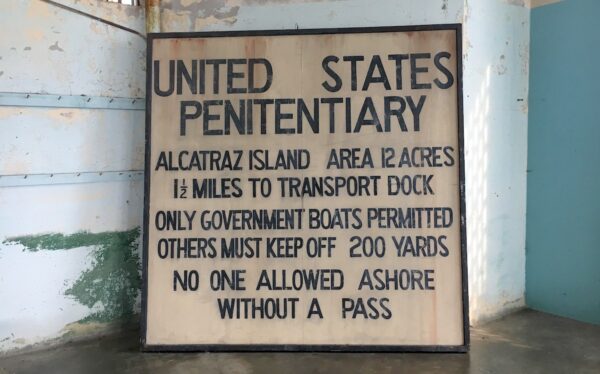 UNITED STATES
PENITENTIARY
ALCATRAZ ISLAND AREA 12 ACRES
1½ MILES TO TRANSPORT DOCK
ONLY GOVERNMENT BOATS PERMITTED
OTHERS MUST KEEP OFF 200 YARDS
NO ONE ALLOWED ASHORE
WITHOUT A PASS